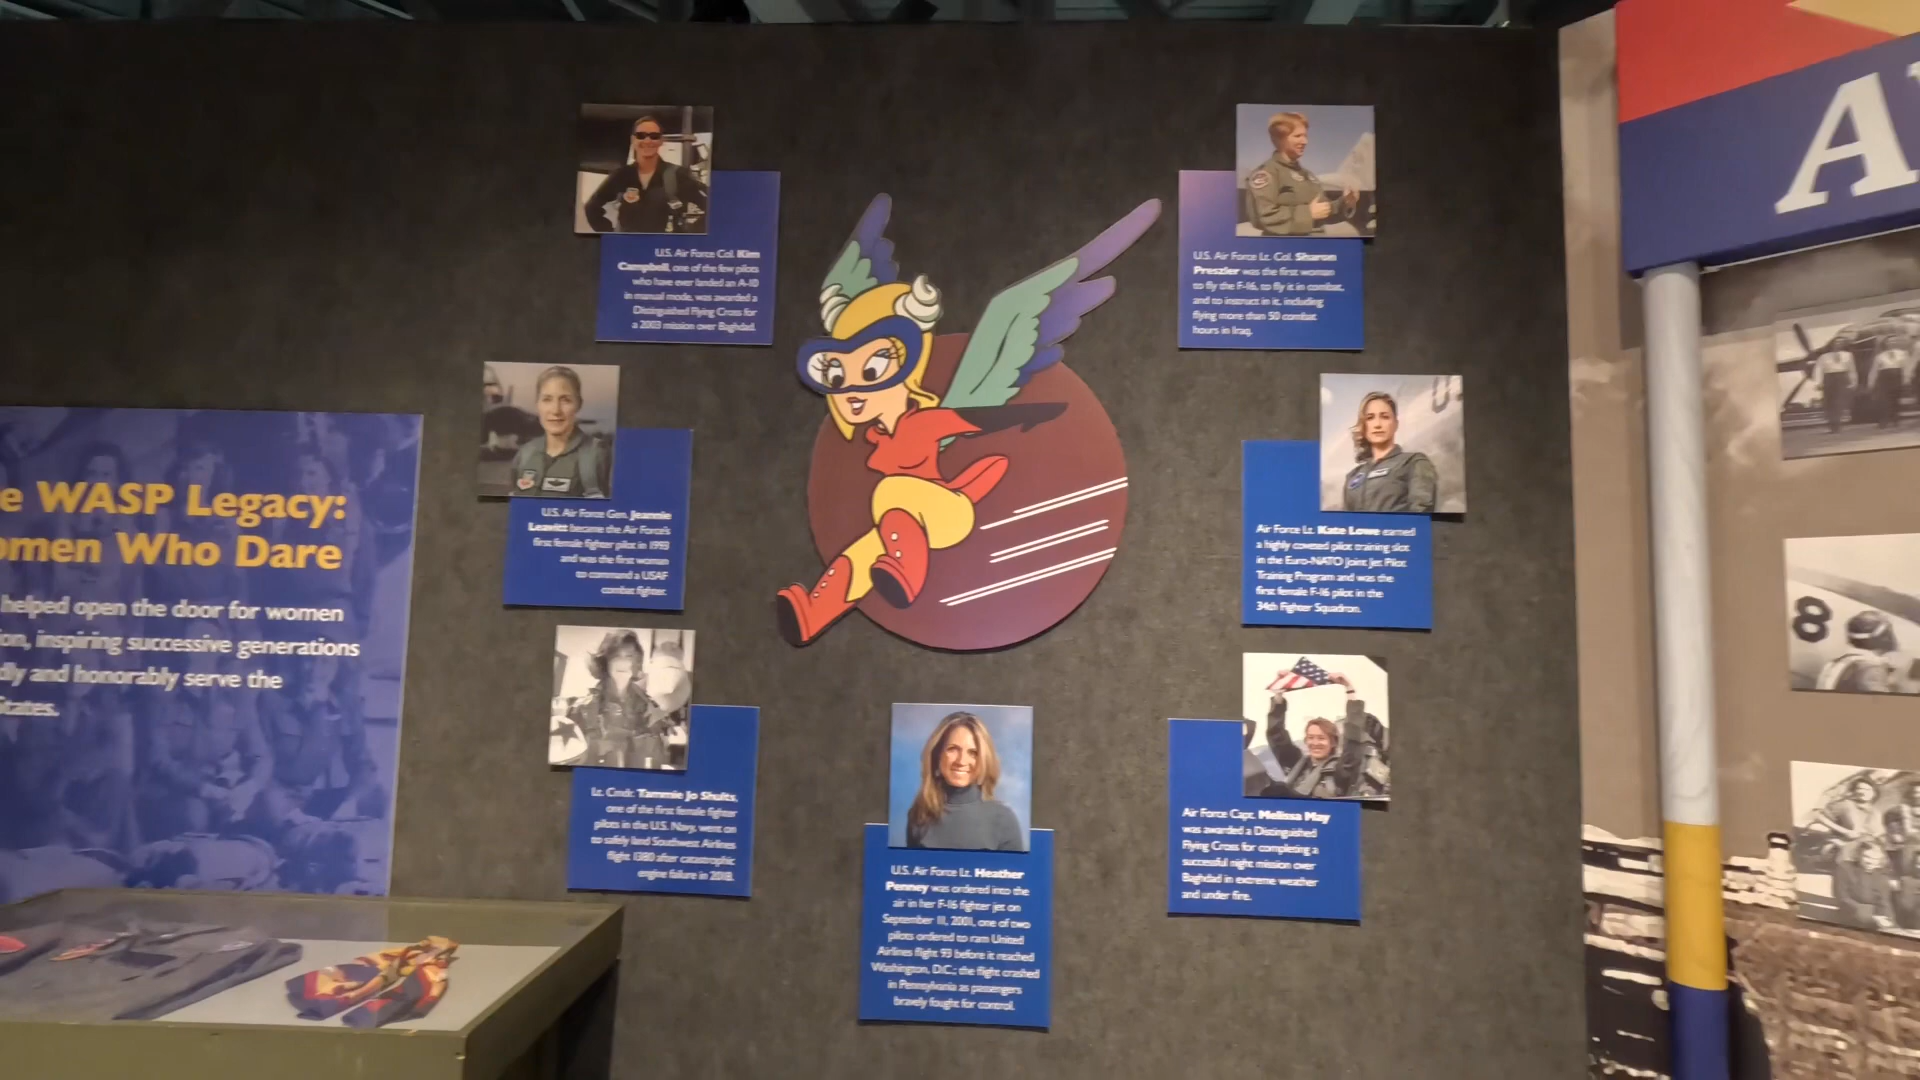 e WASP Legacy:
omen Who Dare
helped open the door for women
ion, inspiring successive generations
dly and honorably serve the
States.
U.S. Air Force Col. Kim
Campbell, one of the few pilots
who have ever landed an A-10
in manual mode, was awarded a
Distinguished Flying Cross for
a 2003 mission over Baghdad.
U.S. Air Force Gen. Jeannie
Leavitt became the Air Force's
first female fighter pilot in 1993
and was the first woman
to command a USAF
combat fighter.
Lt. Cmdr. Tammie Jo Shults,
one of the first female fighter
pilots in the U.S. Navy, went on
to safely land Southwest Airlines
flight 1380 after catastrophic
engine failure in 2018.
U.S. Air Force Lt. Heather
Penney was ordered into the
air in her F-16 fighter jet on
September 11, 2001, one of two
pilots ordered to ram United
Airlines flight 93 before it reached
Washington, D.C.; the flight crashed
in Pennsylvania as passengers
bravely fought for control.
U.S. Air Force Lt. Col. Sharon
Preszler was the first woman
to fly the F-16, to fly it in combat,
and to instruct in it, including
flying more than 50 combat
hours in Iraq.
Air Force Lt. Kate Lowe earned
a highly coveted pilot training slot
in the Euro-NATO Joint Jet Pilot
Training Program and was the
first female F-16 pilot in the
34th Fighter Squadron.
Air Force Capt. Melissa May
was awarded a Distinguished
Flying Cross for completing a
successful night mission over
Baghdad in extreme weather
and under fire.
A
8